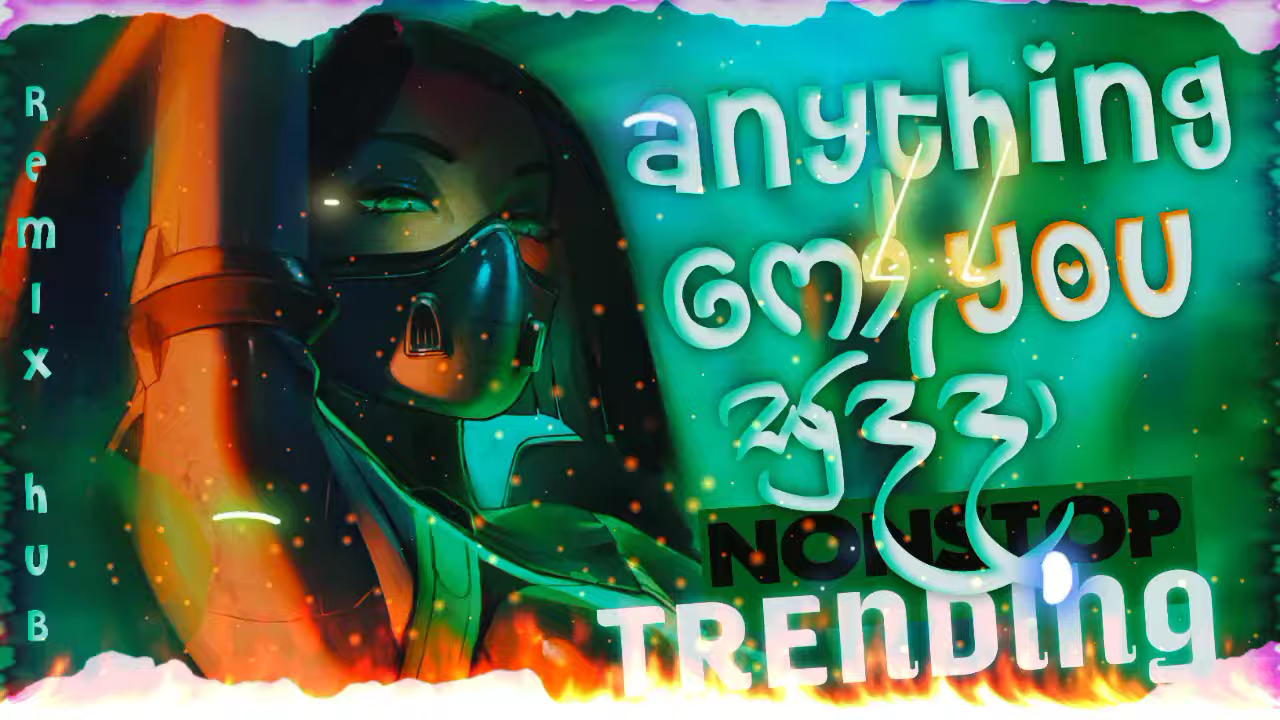 Remix hub
anything
නෝ you
සුද්දා
NONSTOP
TRENDing